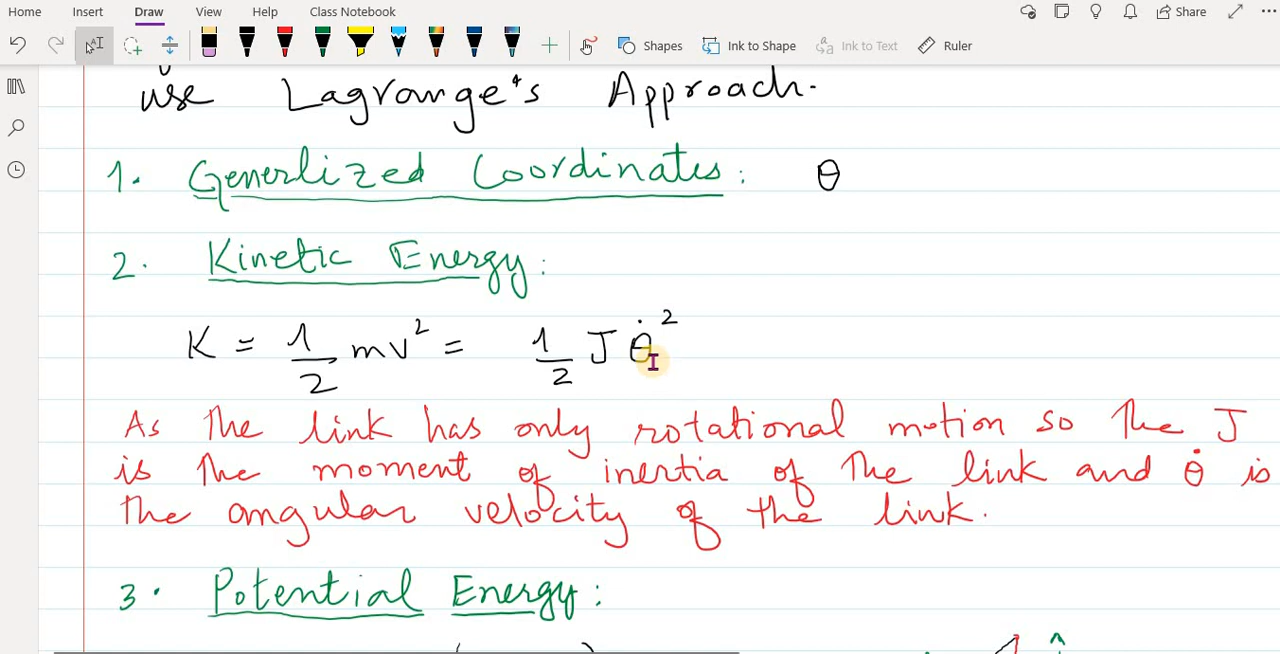 Home Insert Draw View Help Class Notebook Share
Shapes Ink to Shape Ink to Text Ruler
use Lagrange's Approach.
1. Generlized Coordinates: θ
2. Kinetic Energy:
K = 1/2 mv² = 1/2 J θ̇²
As the link has only rotational motion so the J
is the moment of inertia of the link and θ̇ is
the angular velocity of the link.
3. Potential Energy: